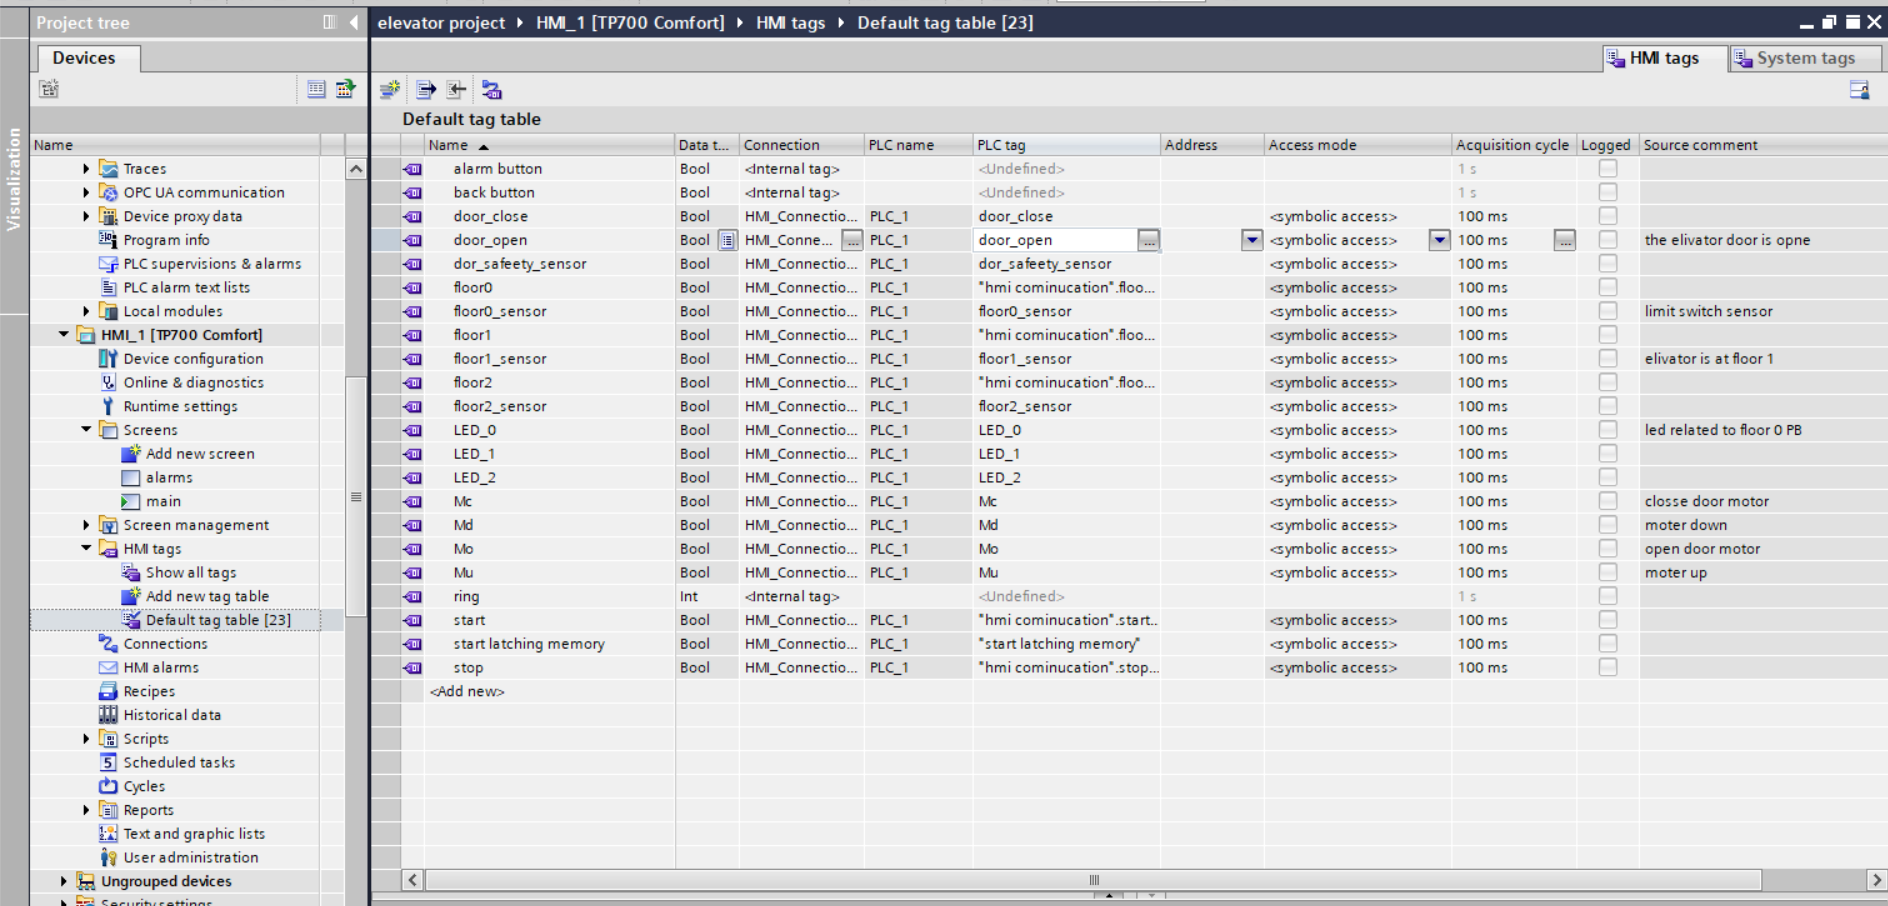 Project tree
elevator project ▸ HMI_1 [TP700 Comfort] ▸ HMI tags ▸ Default tag table [23]
Devices
HMI tags
System tags
Visualization
Default tag table
Name
Traces
OPC UA communication
Device proxy data
Program info
PLC supervisions & alarms
PLC alarm text lists
Local modules
HMI_1 [TP700 Comfort]
Device configuration
Online & diagnostics
Runtime settings
Screens
Add new screen
alarms
main
Screen management
HMI tags
Show all tags
Add new tag table
Default tag table [23]
Connections
HMI alarms
Recipes
Historical data
Scripts
Scheduled tasks
Cycles
Reports
Text and graphic lists
User administration
Ungrouped devices
Security settings
Name Data t... Connection PLC name PLC tag Address Access mode Acquisition cycle Logged Source comment
alarm button Bool <Internal tag> <Undefined> 1 s
back button Bool <Internal tag> <Undefined> 1 s
door_close Bool HMI_Connectio... PLC_1 door_close <symbolic access> 100 ms
door_open Bool HMI_Conne... ... PLC_1 door_open ... <symbolic access> 100 ms ... the elivator door is opne
dor_safeety_sensor Bool HMI_Connectio... PLC_1 dor_safeety_sensor <symbolic access> 100 ms
floor0 Bool HMI_Connectio... PLC_1 "hmi cominucation".floo... <symbolic access> 100 ms
floor0_sensor Bool HMI_Connectio... PLC_1 floor0_sensor <symbolic access> 100 ms limit switch sensor
floor1 Bool HMI_Connectio... PLC_1 "hmi cominucation".floo... <symbolic access> 100 ms
floor1_sensor Bool HMI_Connectio... PLC_1 floor1_sensor <symbolic access> 100 ms elivator is at floor 1
floor2 Bool HMI_Connectio... PLC_1 "hmi cominucation".floo... <symbolic access> 100 ms
floor2_sensor Bool HMI_Connectio... PLC_1 floor2_sensor <symbolic access> 100 ms
LED_0 Bool HMI_Connectio... PLC_1 LED_0 <symbolic access> 100 ms led related to floor 0 PB
LED_1 Bool HMI_Connectio... PLC_1 LED_1 <symbolic access> 100 ms
LED_2 Bool HMI_Connectio... PLC_1 LED_2 <symbolic access> 100 ms
Mc Bool HMI_Connectio... PLC_1 Mc <symbolic access> 100 ms closse door motor
Md Bool HMI_Connectio... PLC_1 Md <symbolic access> 100 ms moter down
Mo Bool HMI_Connectio... PLC_1 Mo <symbolic access> 100 ms open door motor
Mu Bool HMI_Connectio... PLC_1 Mu <symbolic access> 100 ms moter up
ring Int <Internal tag> <Undefined> 1 s
start Bool HMI_Connectio... PLC_1 "hmi cominucation".start.. <symbolic access> 100 ms
start latching memory Bool HMI_Connectio... PLC_1 "start latching memory" <symbolic access> 100 ms
stop Bool HMI_Connectio... PLC_1 "hmi cominucation".stop... <symbolic access> 100 ms
<Add new>